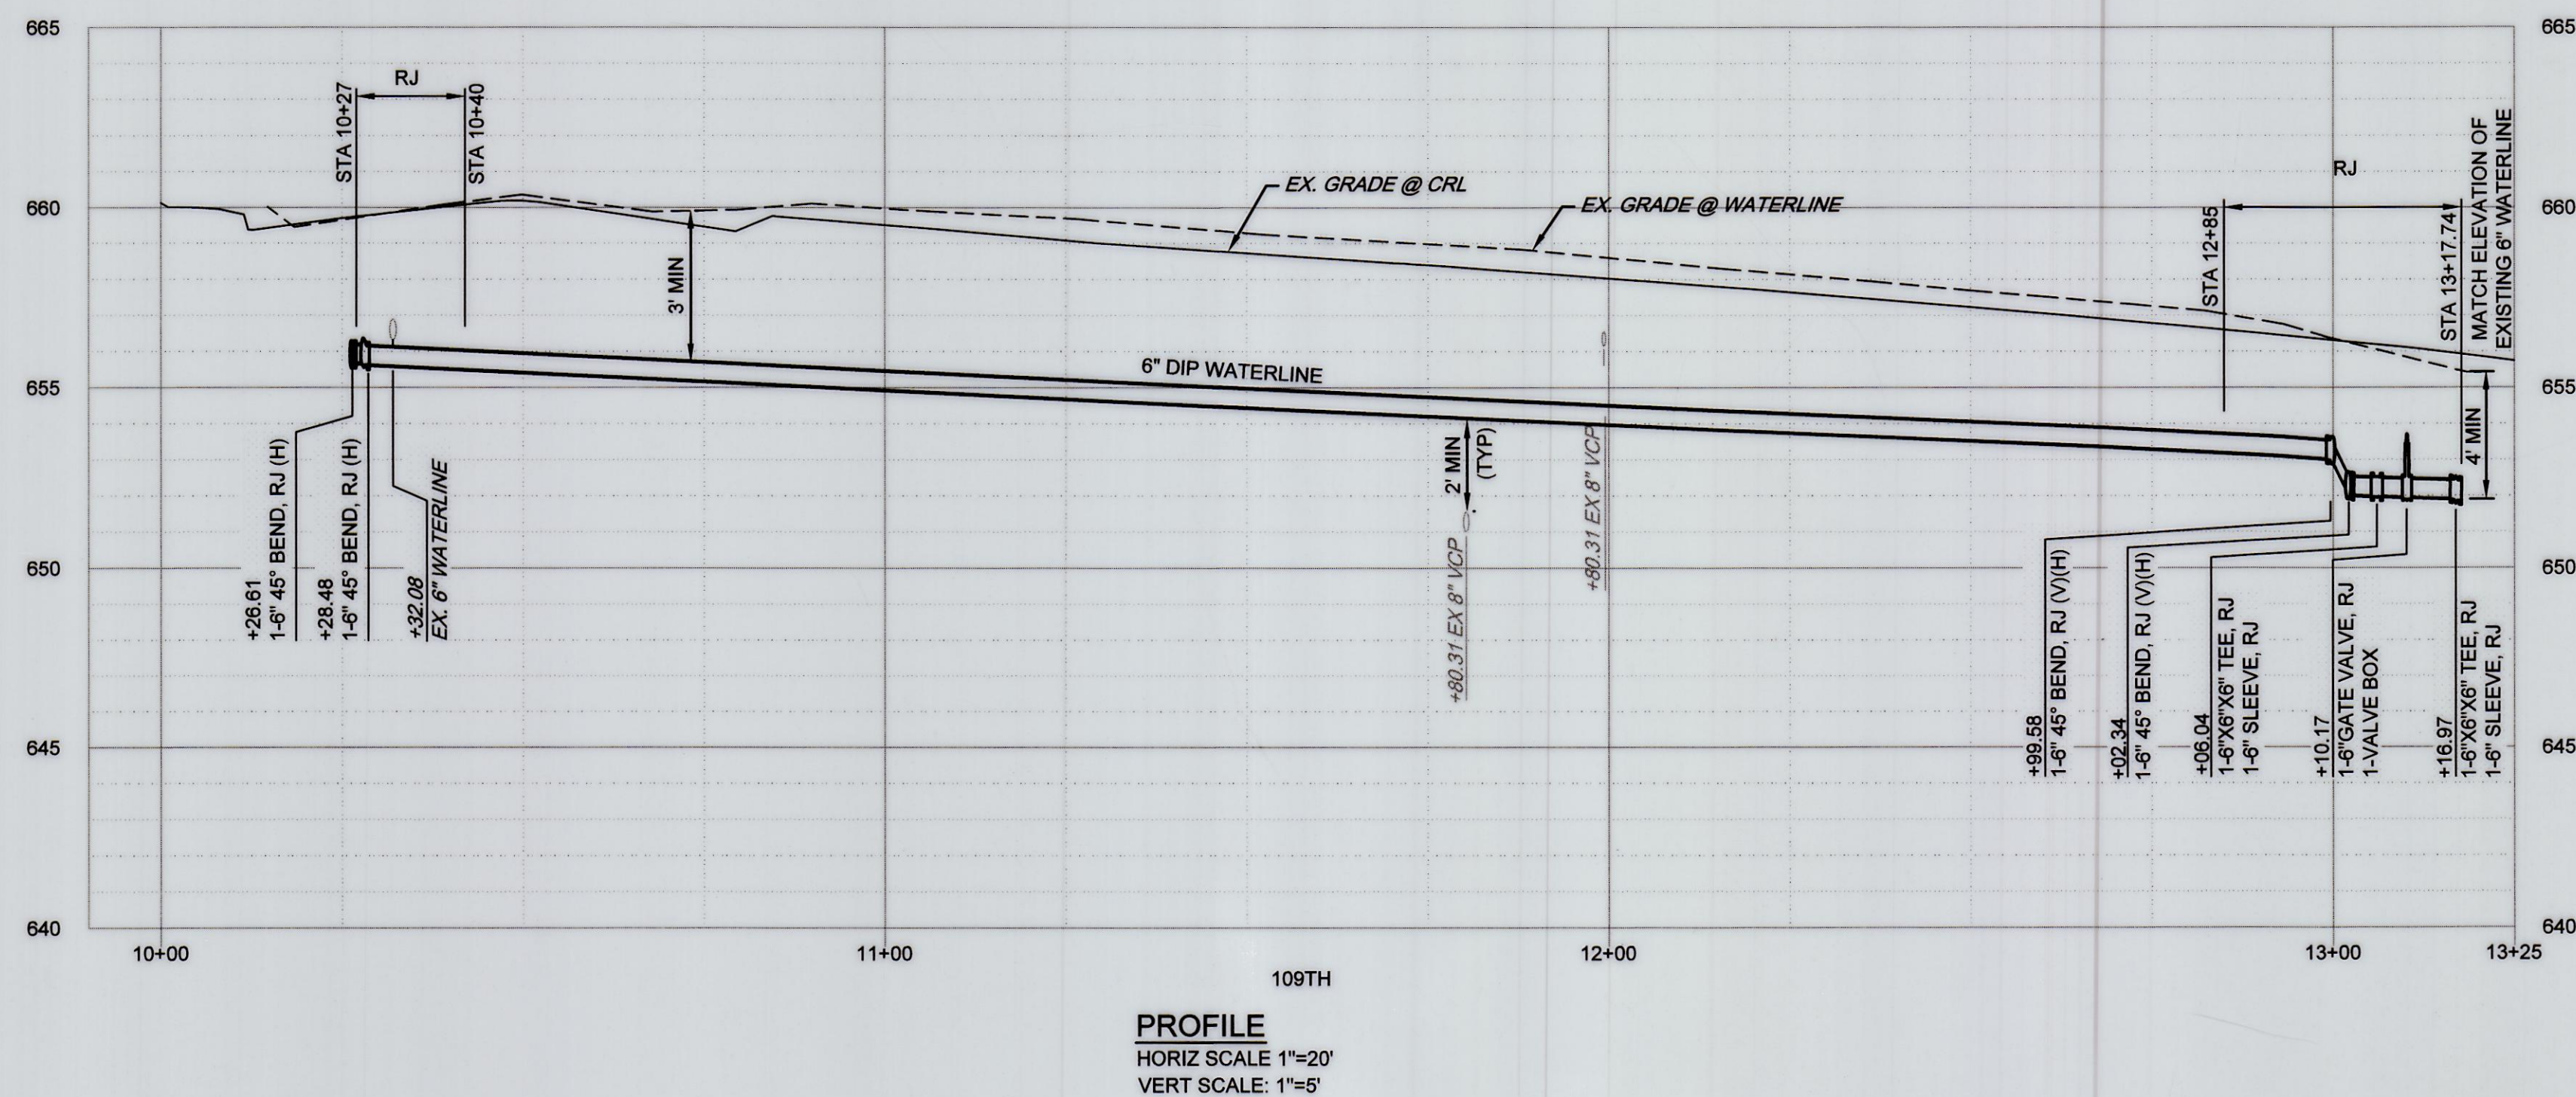 665
665
RJ
STA 10+27
STA 10+40
660
660
3' MIN
EX. GRADE @ CRL
EX. GRADE @ WATERLINE
RJ
STA 12+85
STA 13+17.74
MATCH ELEVATION OF
EXISTING 6" WATERLINE
655
655
6" DIP WATERLINE
2' MIN
(TYP)
4' MIN
650
650
+26.61
1-6" 45° BEND, RJ (H)
+28.48
1-6" 45° BEND, RJ (H)
+32.08
EX. 6" WATERLINE
+80.31 EX 8" VCP
+80.31 EX 8" VCP
+99.58
1-6" 45° BEND, RJ (V)(H)
+02.34
1-6" 45° BEND, RJ (V)(H)
+06.04
1-6"X6"X6" TEE, RJ
1-6" SLEEVE, RJ
+10.17
1-6"GATE VALVE, RJ
1-VALVE BOX
+16.97
1-6"X6"X6" TEE, RJ
1-6" SLEEVE, RJ
645
645
640
640
10+00
11+00
12+00
13+00
13+25
109TH
PROFILE
HORIZ SCALE 1"=20'
VERT SCALE: 1"=5'